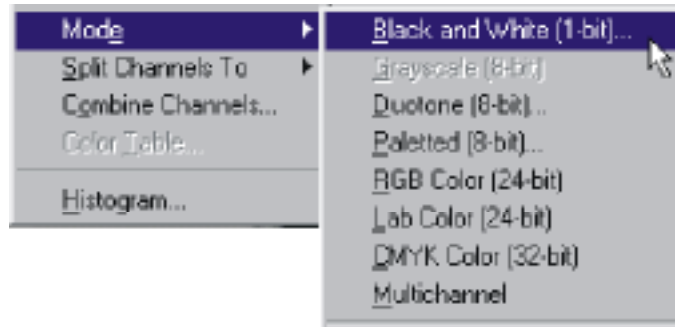 Mode
Split Channels To
Combine Channels...
Color Table...
Histogram...
Black and White (1-bit)...
Grayscale (8-bit)
Duotone (8-bit)...
Paletted (8-bit)...
RGB Color (24-bit)
Lab Color (24-bit)
CMYK Color (32-bit)
Multichannel